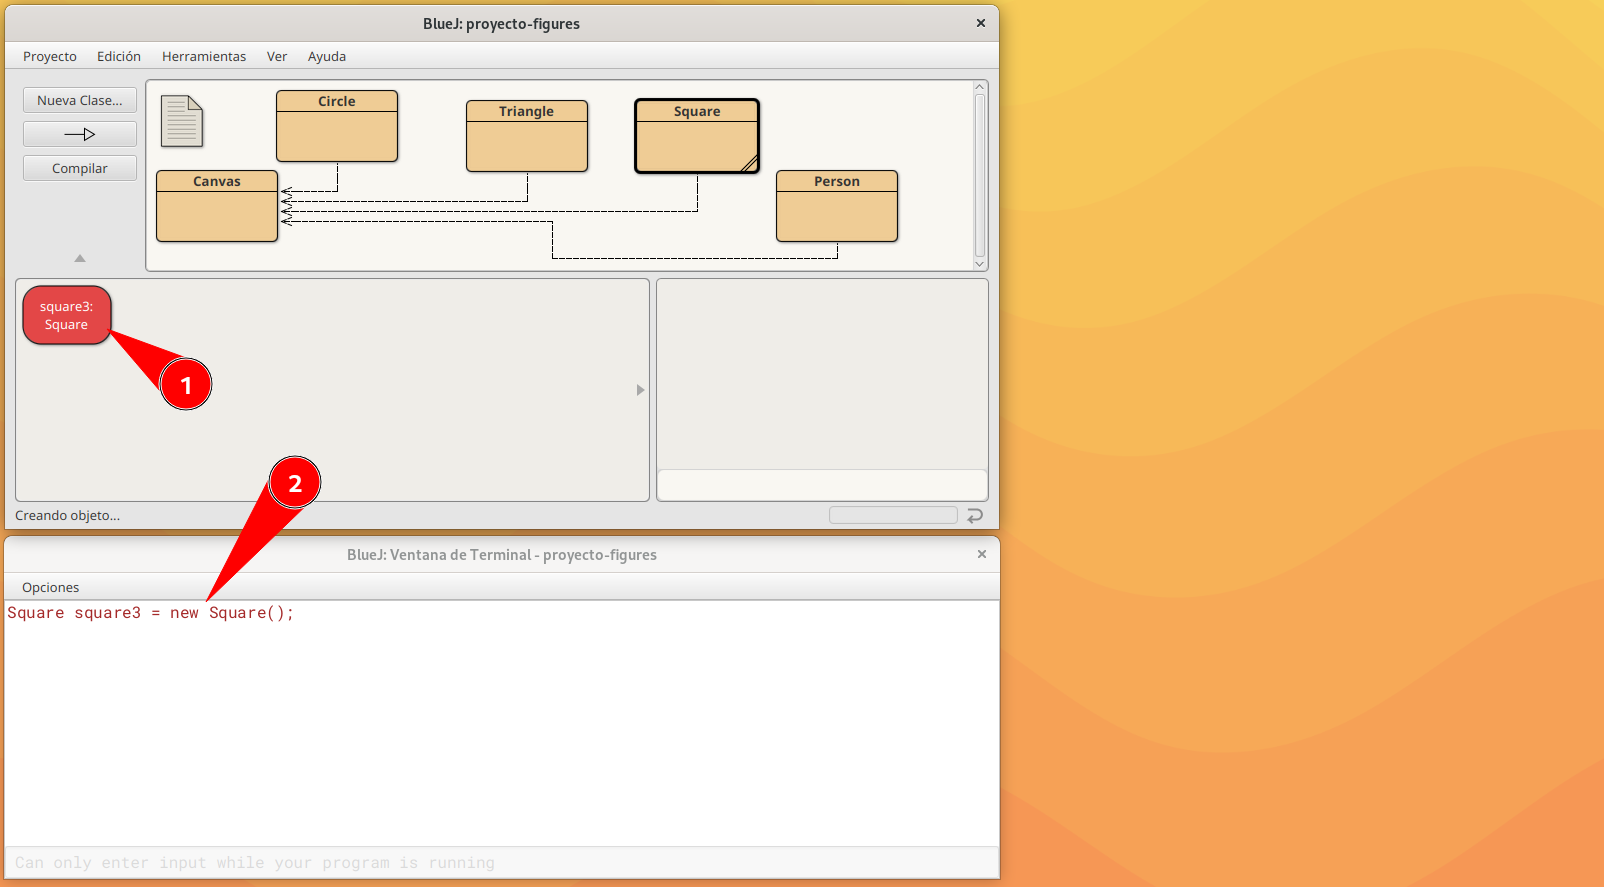 BlueJ: proyecto-figures
Proyecto Edición Herramientas Ver Ayuda
Nueva Clase...
Compilar
Circle
Triangle
Square
Canvas
Person
square3:
Square
1
2
Creando objeto...
BlueJ: Ventana de Terminal - proyecto-figures
Opciones
Square square3 = new Square();
Can only enter input while your program is running